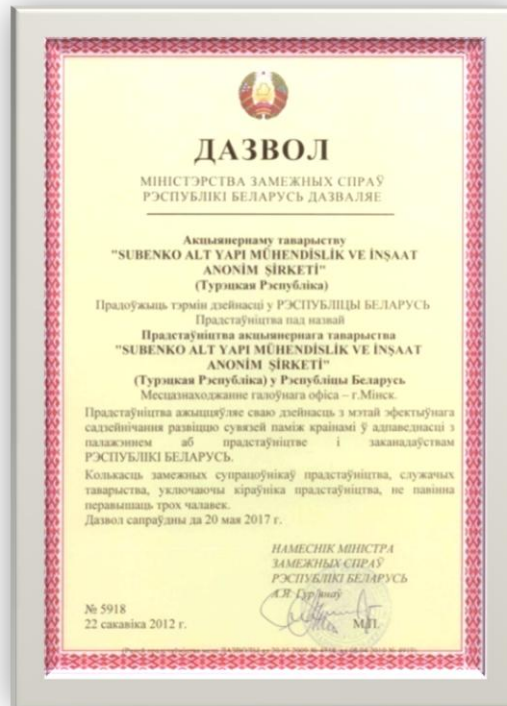 ДАЗВОЛ
МІНІСТЭРСТВА ЗАМЕЖНЫХ СПРАЎ
РЭСПУБЛІКІ БЕЛАРУСЬ ДАЗВАЛЯЕ
Акцыянернаму таварыству
"SUBENKO ALT YAPI MÜHENDİSLİK VE İNŞAAT
ANONİM ŞİRKETİ"
(Турэцкая Рэспубліка)
Прадоўжыць тэрмін дзейнасці у РЭСПУБЛІЦЫ БЕЛАРУСЬ
Прадстаўніцтва пад назвай
Прадстаўніцтва акцыянернага таварыства
"SUBENKO ALT YAPI MÜHENDİSLİK VE İNŞAAT
ANONİM ŞİRKETİ"
(Турэцкая Рэспубліка) у Рэспубліцы Беларусь
Месцазнаходжанне галоўнага офіса – г.Мінск.
Прадстаўніцтва ажыццяўляе сваю дзейнасць з мэтай эфектыўнага
садзейнічання развіццю сувязей паміж краінамі ў адпаведнасці з
палажэннем аб прадстаўніцтве і заканадаўствам
РЭСПУБЛІКІ БЕЛАРУСЬ.
Колькасць замежных супрацоўнікаў прадстаўніцтва, служачых
таварыства, уключаючы кіраўніка прадстаўніцтва, не павінна
перавышаць трох чалавек.
Дазвол сапраўдны да 20 мая 2017 г.
НАМЕСНІК МІНІСТРА
ЗАМЕЖНЫХ СПРАЎ
РЭСПУБЛІКІ БЕЛАРУСЬ
А.Я. Гур'янаў
№ 5918
22 сакавіка 2012 г.
М.П.